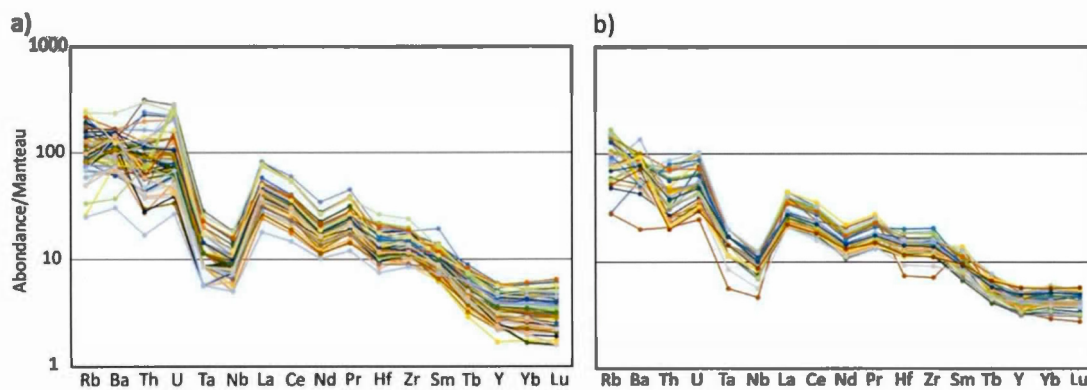 a)
b)
1000
100
10
1
Abondance/Manteau
Rb Ba Th U Ta Nb La Ce Nd Pr Hf Zr Sm Tb Y Yb Lu
Rb Ba Th U Ta Nb La Ce Nd Pr Hf Zr Sm Tb Y Yb Lu